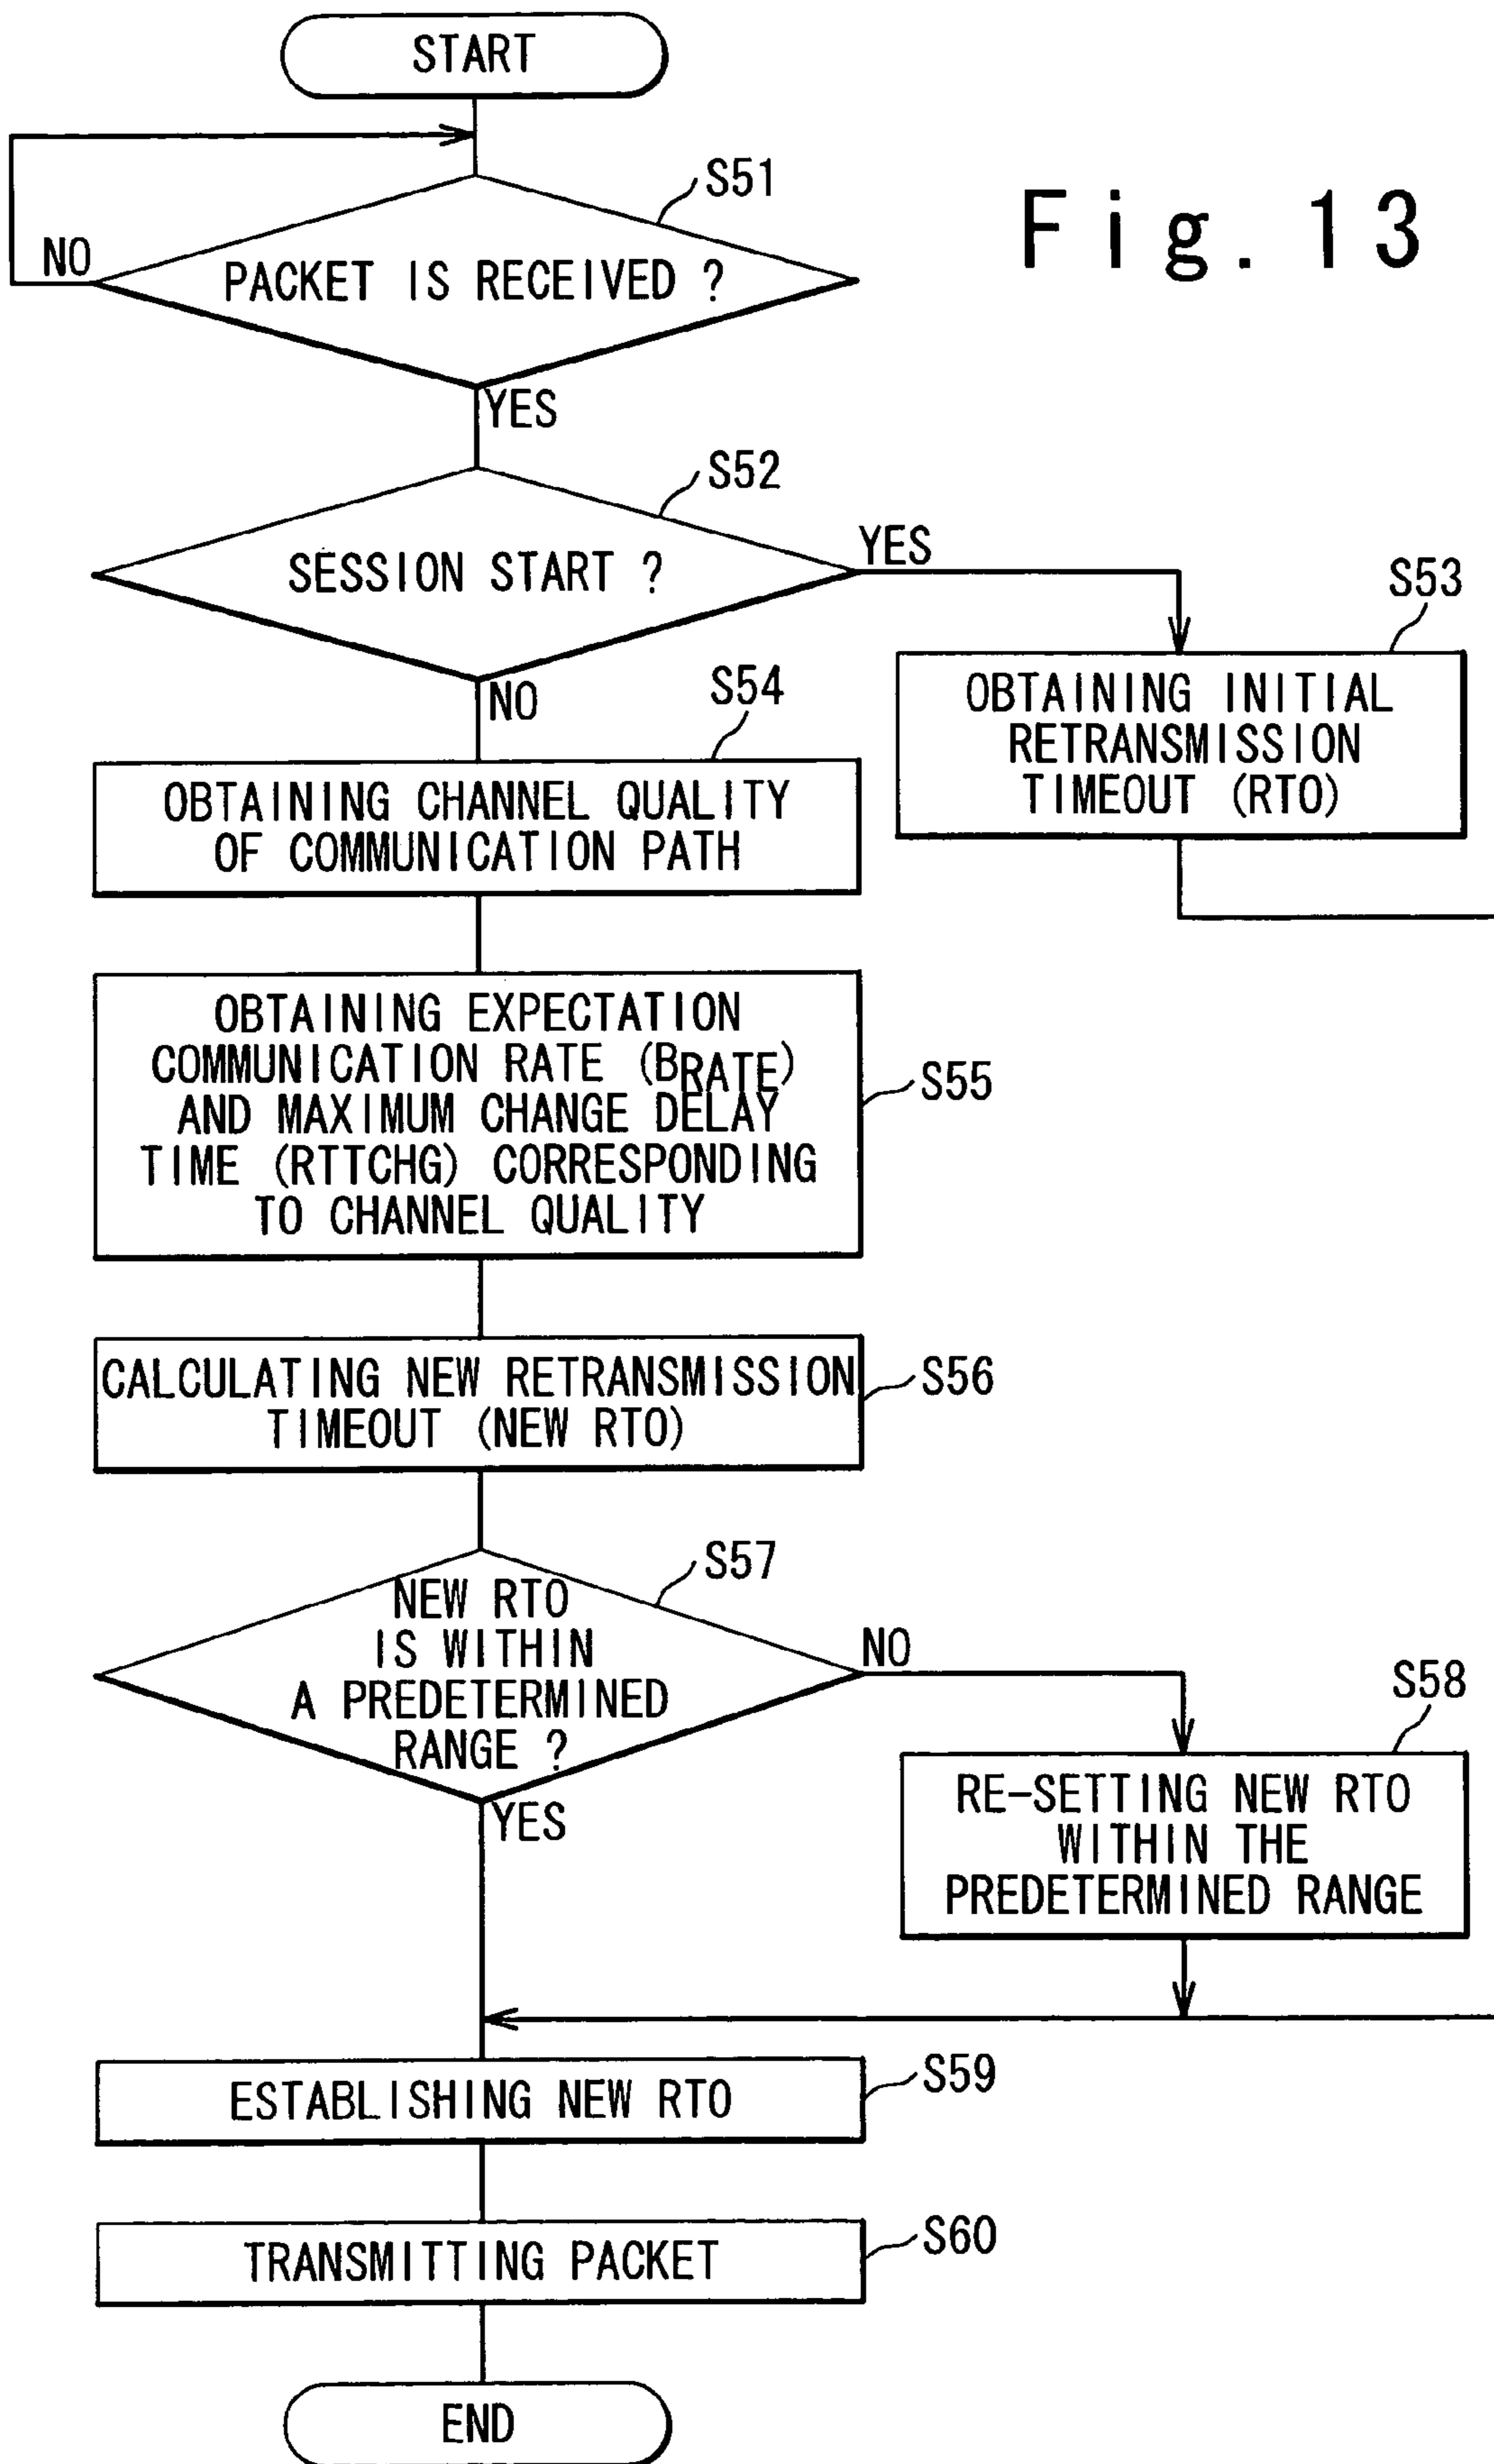 START
Fig. 13
S51
NO
PACKET IS RECEIVED ?
YES
S52
SESSION START ?
YES
NO
S53
OBTAINING INITIAL
RETRANSMISSION
TIMEOUT (RTO)
S54
OBTAINING CHANNEL QUALITY
OF COMMUNICATION PATH
OBTAINING EXPECTATION
COMMUNICATION RATE (BRATE)
AND MAXIMUM CHANGE DELAY
TIME (RTTCHG) CORRESPONDING
TO CHANNEL QUALITY
S55
CALCULATING NEW RETRANSMISSION
TIMEOUT (NEW RTO)
S56
S57
NEW RTO
IS WITHIN
A PREDETERMINED
RANGE ?
NO
YES
S58
RE-SETTING NEW RTO
WITHIN THE
PREDETERMINED RANGE
ESTABLISHING NEW RTO
S59
TRANSMITTING PACKET
S60
END